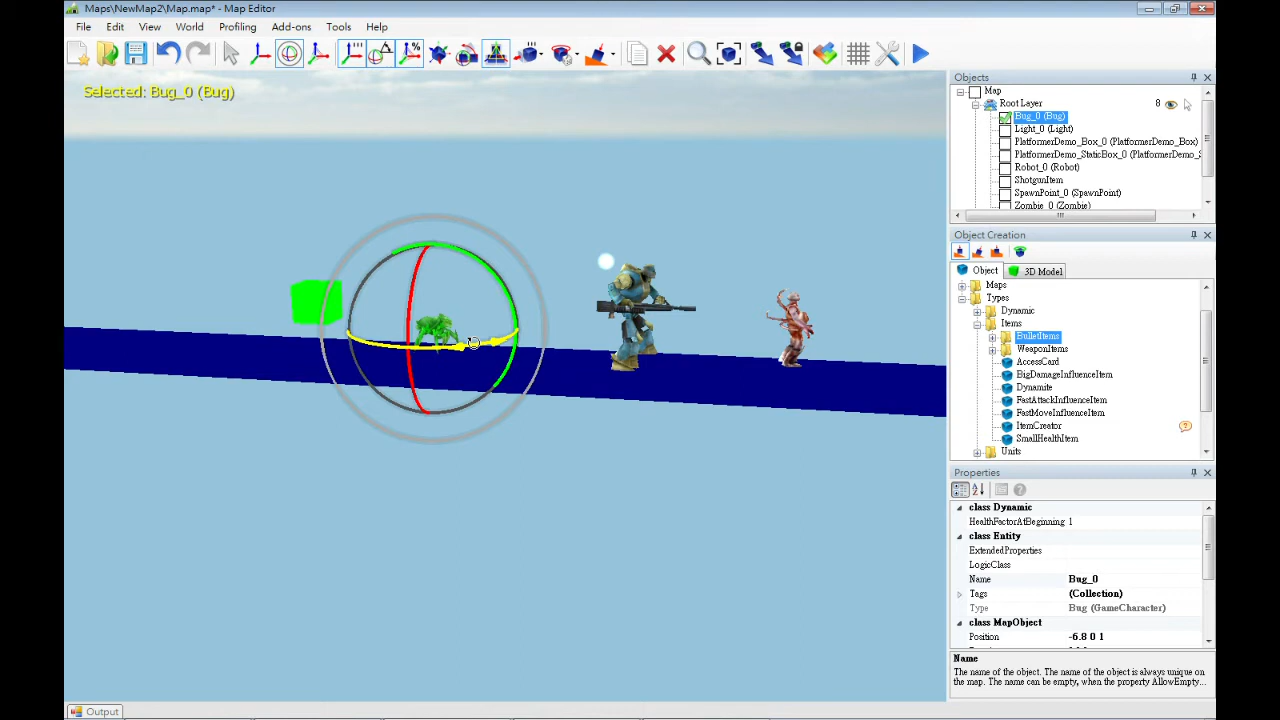 Maps\NewMap2\Map.map* - Map Editor
File Edit View World Profiling Add-ons Tools Help
Selected: Bug_0 (Bug)
Objects
Map
Root Layer 8
Bug_0 (Bug)
Light_0 (Light)
PlatformerDemo_Box_0 (PlatformerDemo_Box)
PlatformerDemo_StaticBox_0 (PlatformerDemo_S
Robot_0 (Robot)
ShotgunItem
SpawnPoint_0 (SpawnPoint)
Zombie_0 (Zombie)
Object Creation
Object 3D Model
Maps
Types
Dynamic
Items
BulletItems
WeaponItems
AccessCard
BigDamageInfluenceItem
Dynamite
FastAttackInfluenceItem
FastMoveInfluenceItem
ItemCreator
SmallHealthItem
Units
Properties
class Dynamic
HealthFactorAtBeginning 1
class Entity
ExtendedProperties
LogicClass
Name Bug_0
Tags (Collection)
Type Bug (GameCharacter)
class MapObject
Position -6.8 0 1
Name
The name of the object. The name of the object is always unique on
the map. The name can be empty, when the property AllowEmpty...
Output